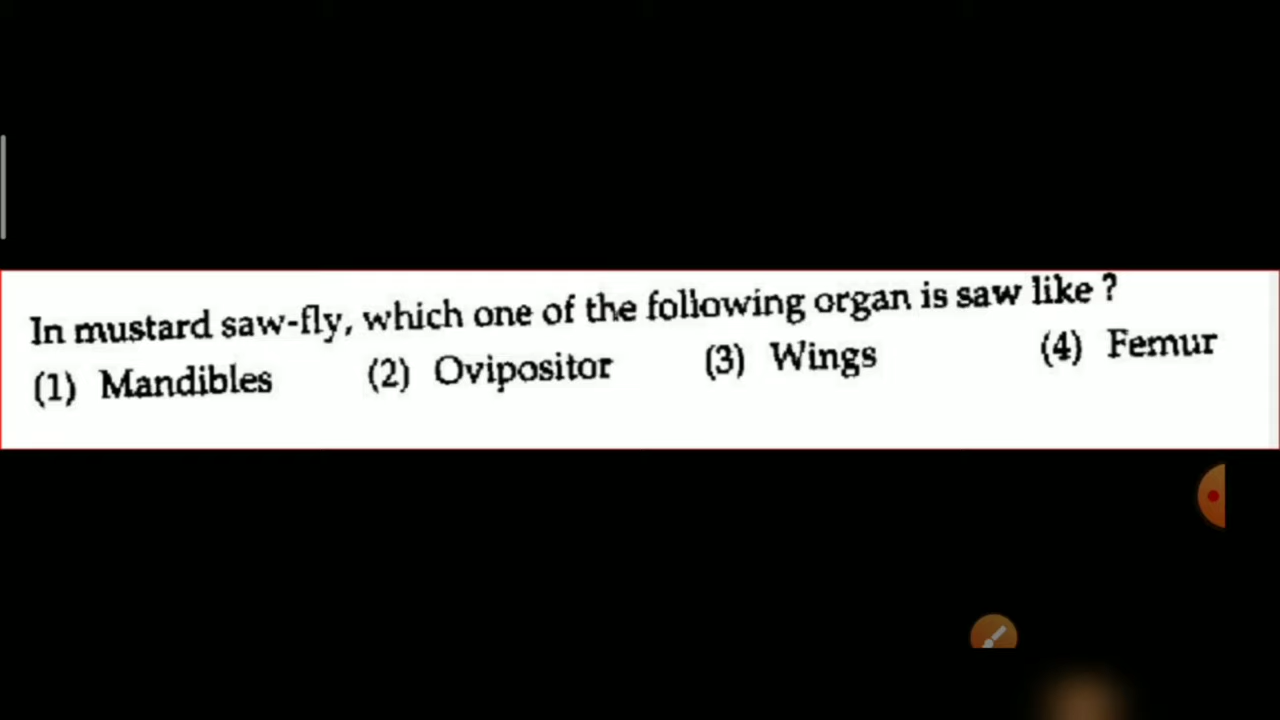 In mustard saw-fly, which one of the following organ is saw like ?
(1) Mandibles (2) Ovipositor (3) Wings (4) Femur